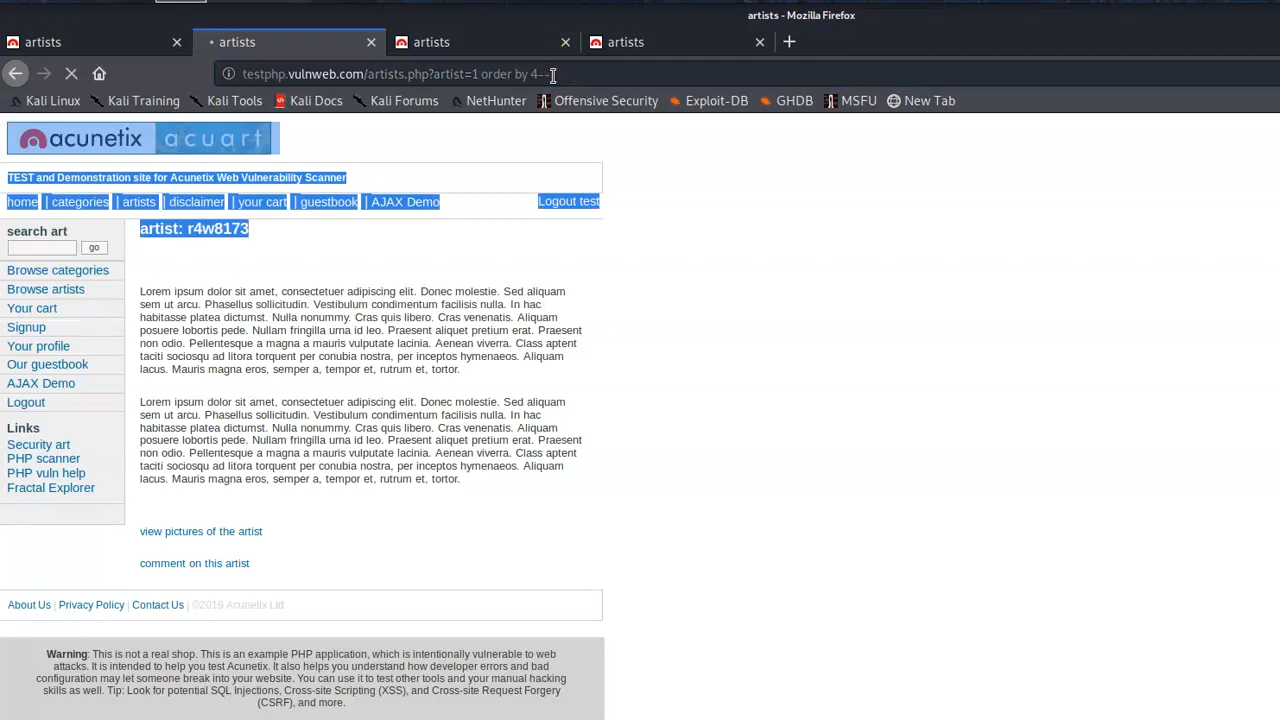 artists - Mozilla Firefox
artists
artists
artists
artists
testphp.vulnweb.com/artists.php?artist=1 order by 4--
Kali Linux Kali Training Kali Tools Kali Docs Kali Forums NetHunter Offensive Security Exploit-DB GHDB MSFU New Tab
acunetix acuart
TEST and Demonstration site for Acunetix Web Vulnerability Scanner
home | categories | artists | disclaimer | your cart | guestbook | AJAX Demo Logout test
search art
go
Browse categories
Browse artists
Your cart
Signup
Your profile
Our guestbook
AJAX Demo
Logout
Links
Security art
PHP scanner
PHP vuln help
Fractal Explorer
artist: r4w8173
Lorem ipsum dolor sit amet, consectetuer adipiscing elit. Donec molestie. Sed aliquam
sem ut arcu. Phasellus sollicitudin. Vestibulum condimentum facilisis nulla. In hac
habitasse platea dictumst. Nulla nonummy. Cras quis libero. Cras venenatis. Aliquam
posuere lobortis pede. Nullam fringilla urna id leo. Praesent aliquet pretium erat. Praesent
non odio. Pellentesque a magna a mauris vulputate lacinia. Aenean viverra. Class aptent
taciti sociosqu ad litora torquent per conubia nostra, per inceptos hymenaeos. Aliquam
lacus. Mauris magna eros, semper a, tempor et, rutrum et, tortor.
Lorem ipsum dolor sit amet, consectetuer adipiscing elit. Donec molestie. Sed aliquam
sem ut arcu. Phasellus sollicitudin. Vestibulum condimentum facilisis nulla. In hac
habitasse platea dictumst. Nulla nonummy. Cras quis libero. Cras venenatis. Aliquam
posuere lobortis pede. Nullam fringilla urna id leo. Praesent aliquet pretium erat. Praesent
non odio. Pellentesque a magna a mauris vulputate lacinia. Aenean viverra. Class aptent
taciti sociosqu ad litora torquent per conubia nostra, per inceptos hymenaeos. Aliquam
lacus. Mauris magna eros, semper a, tempor et, rutrum et, tortor.
view pictures of the artist
comment on this artist
About Us | Privacy Policy | Contact Us | ©2019 Acunetix Ltd
Warning: This is not a real shop. This is an example PHP application, which is intentionally vulnerable to web
attacks. It is intended to help you test Acunetix. It also helps you understand how developer errors and bad
configuration may let someone break into your website. You can use it to test other tools and your manual hacking
skills as well. Tip: Look for potential SQL Injections, Cross-site Scripting (XSS), and Cross-site Request Forgery
(CSRF), and more.